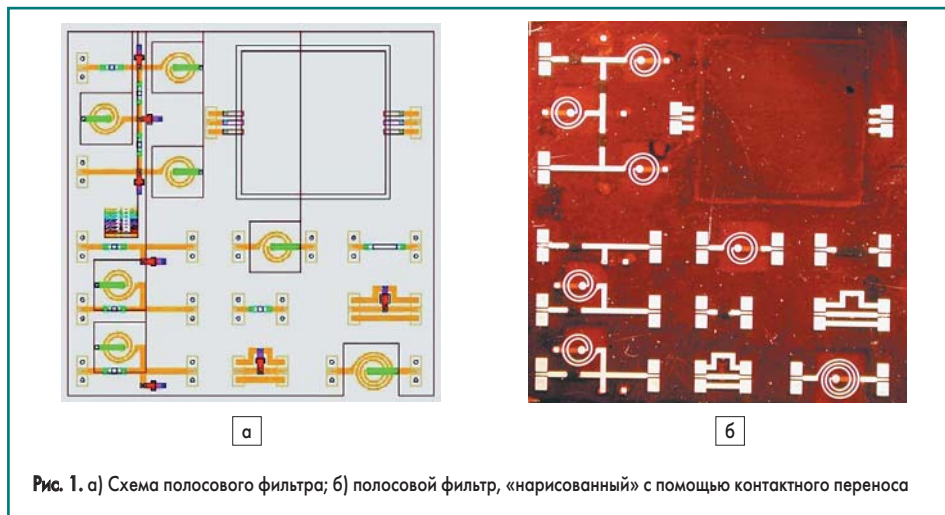 а
б
Рис. 1. а) Схема полосового фильтра; б) полосовой фильтр, «нарисованный» с помощью контактного переноса